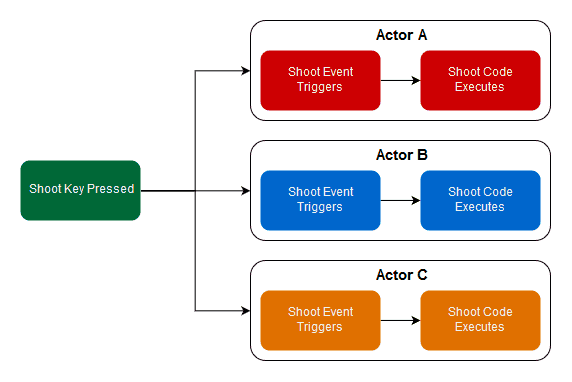 Actor A
Shoot Event
Triggers
Shoot Code
Executes
Shoot Key Pressed
Actor B
Shoot Event
Triggers
Shoot Code
Executes
Actor C
Shoot Event
Triggers
Shoot Code
Executes